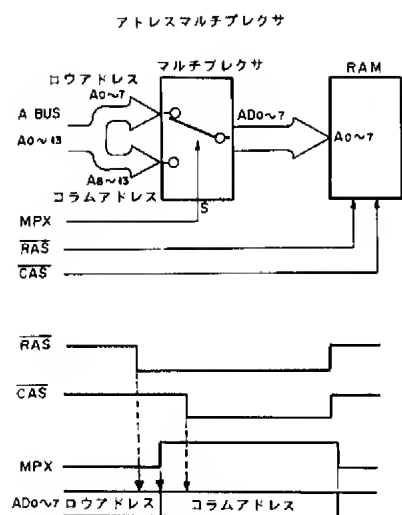 アトレスマルチプレクサ
マルチプレクサ
RAM
ロウアドレス
A0〜7
A BUS
AD0〜7
A0〜13
A0〜7
A8〜13
コラムアドレス
S
MPX
RAS
CAS
RAS
CAS
MPX
AD0〜7 ロウアドレス コラムアドレス